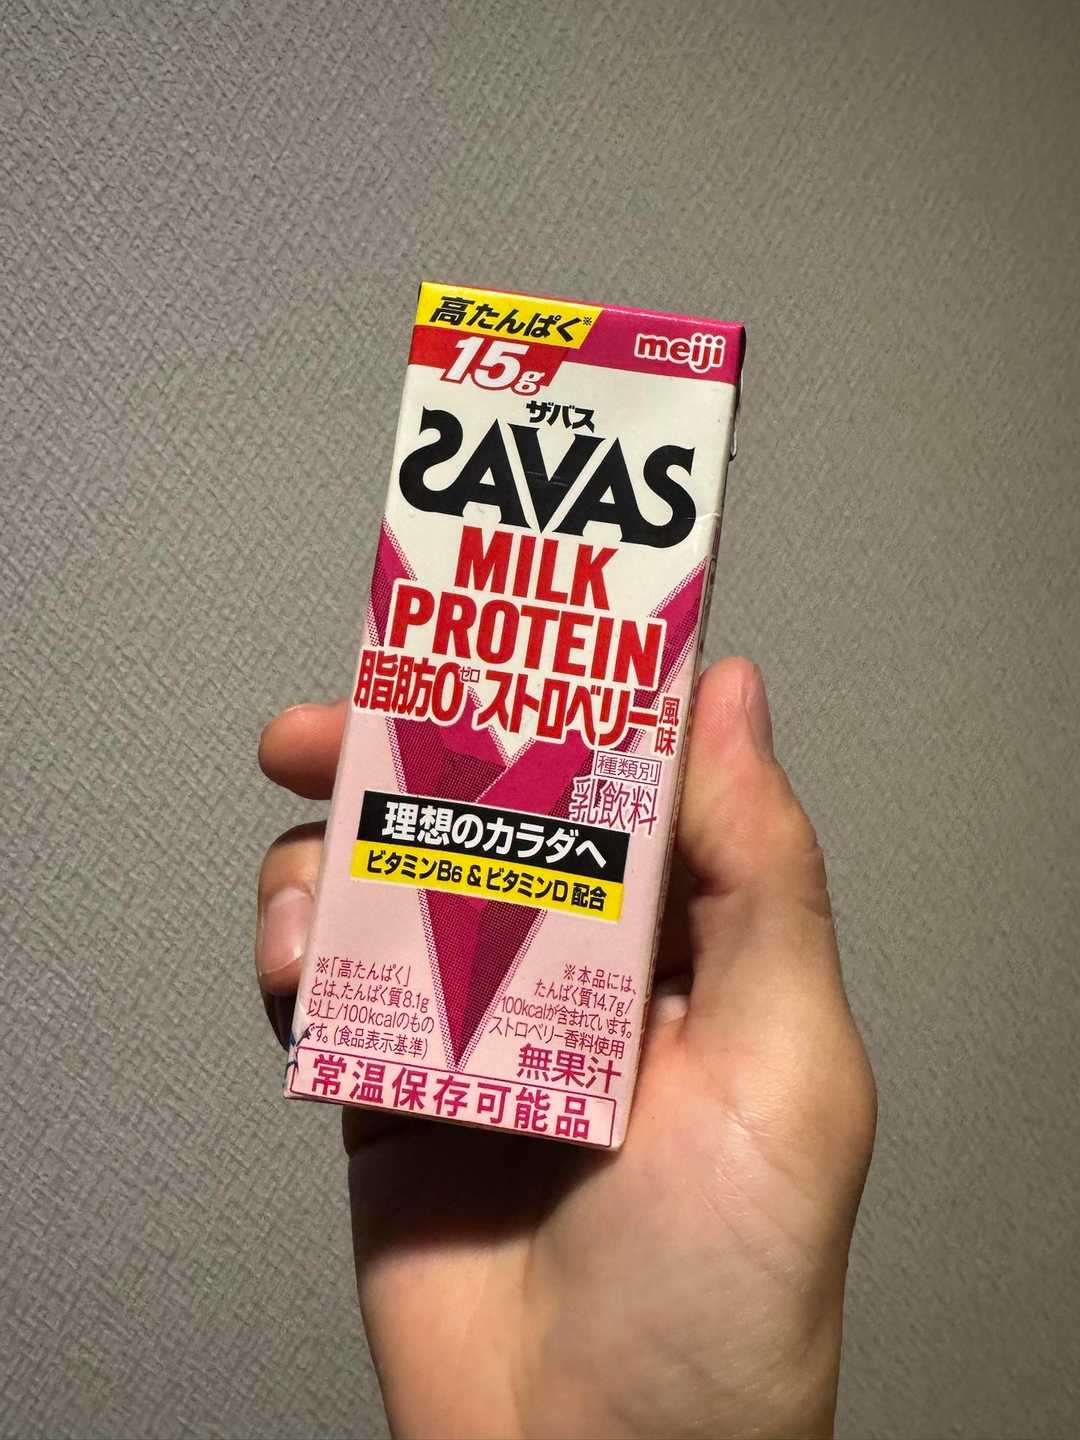 高たんぱく※
meiji
15g
ザバス
SAVAS
MILK
PROTEIN
脂肪0ゼロ ストロベリー風味
種類別
乳飲料
理想のカラダへ
ビタミンB6 & ビタミンD 配合
※「高たんぱく」
とは、たんぱく質8.1g
以上/100kcalのもの
です。(食品表示基準)
※本品には、
たんぱく質14.7g/
100kcalが含まれています。
ストロベリー香料使用
無果汁
常温保存可能品